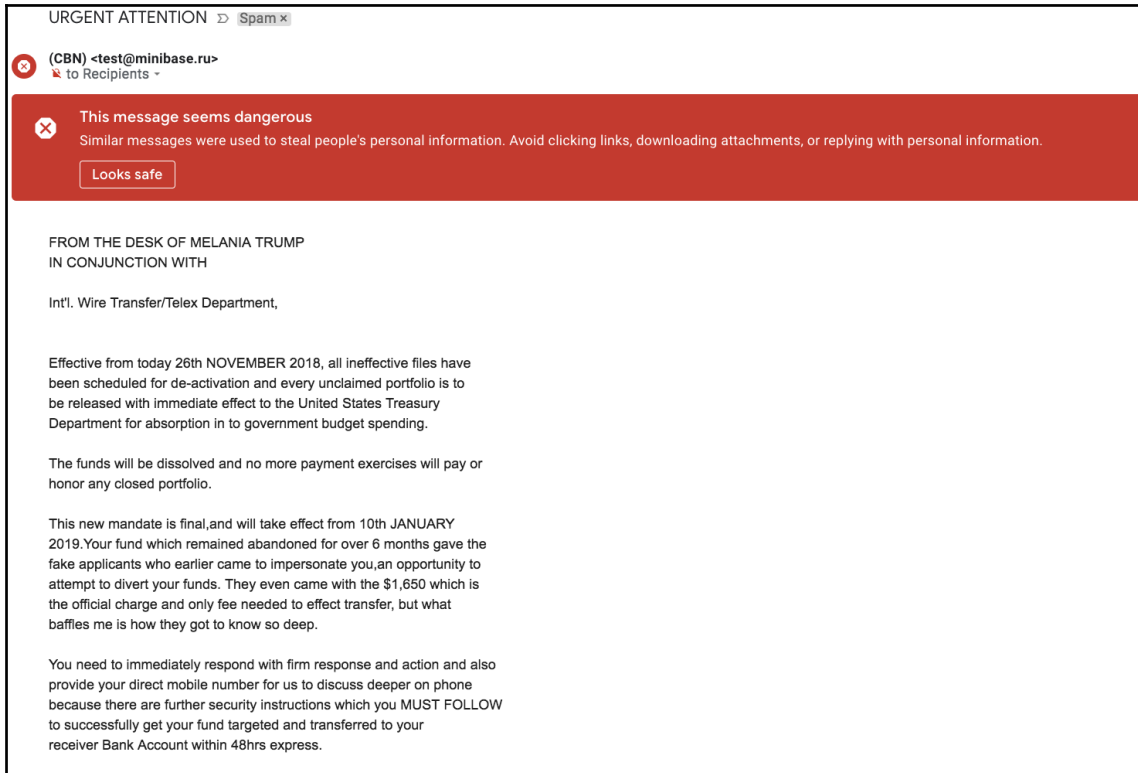 URGENT ATTENTION Spam ×
(CBN) <test@minibase.ru>
to Recipients
This message seems dangerous
Similar messages were used to steal people's personal information. Avoid clicking links, downloading attachments, or replying with personal information.
Looks safe
FROM THE DESK OF MELANIA TRUMP
IN CONJUNCTION WITH
Int'l. Wire Transfer/Telex Department,
Effective from today 26th NOVEMBER 2018, all ineffective files have
been scheduled for de-activation and every unclaimed portfolio is to
be released with immediate effect to the United States Treasury
Department for absorption in to government budget spending.
The funds will be dissolved and no more payment exercises will pay or
honor any closed portfolio.
This new mandate is final,and will take effect from 10th JANUARY
2019.Your fund which remained abandoned for over 6 months gave the
fake applicants who earlier came to impersonate you,an opportunity to
attempt to divert your funds. They even came with the $1,650 which is
the official charge and only fee needed to effect transfer, but what
baffles me is how they got to know so deep.
You need to immediately respond with firm response and action and also
provide your direct mobile number for us to discuss deeper on phone
because there are further security instructions which you MUST FOLLOW
to successfully get your fund targeted and transferred to your
receiver Bank Account within 48hrs express.